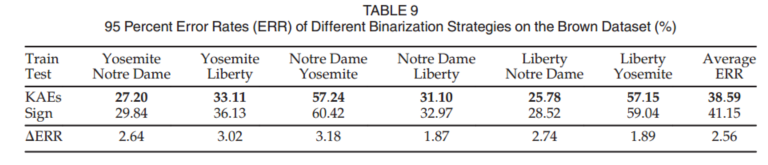 TABLE 9
95 Percent Error Rates (ERR) of Different Binarization Strategies on the Brown Dataset (%)
Train Yosemite Yosemite Notre Dame Notre Dame Liberty Liberty Average
Test Notre Dame Liberty Yosemite Liberty Notre Dame Yosemite ERR
KAEs 27.20 33.11 57.24 31.10 25.78 57.15 38.59
Sign 29.84 36.13 60.42 32.97 28.52 59.04 41.15
ΔERR 2.64 3.02 3.18 1.87 2.74 1.89 2.56